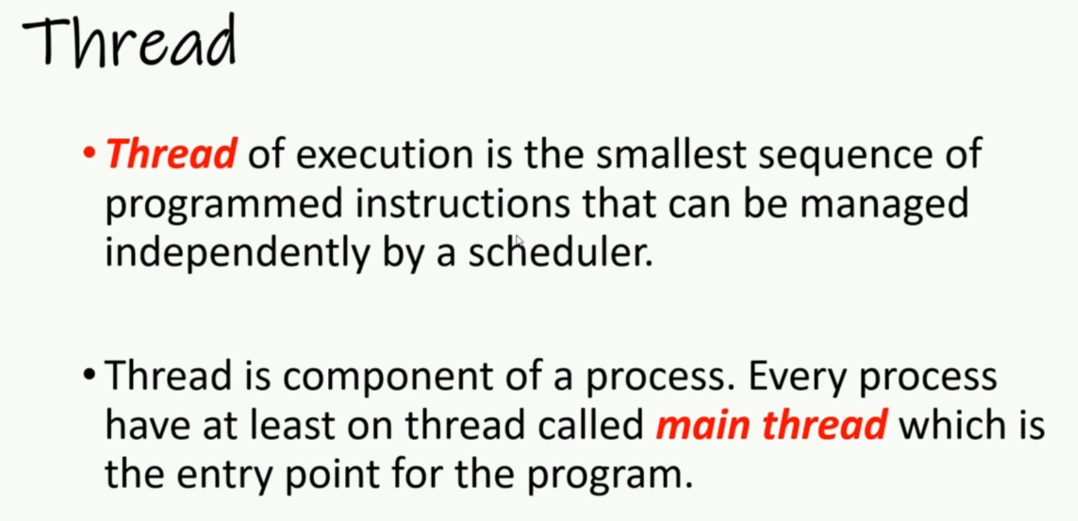 Thread
• Thread of execution is the smallest sequence of
programmed instructions that can be managed
independently by a scheduler.
• Thread is component of a process. Every process
have at least on thread called main thread which is
the entry point for the program.